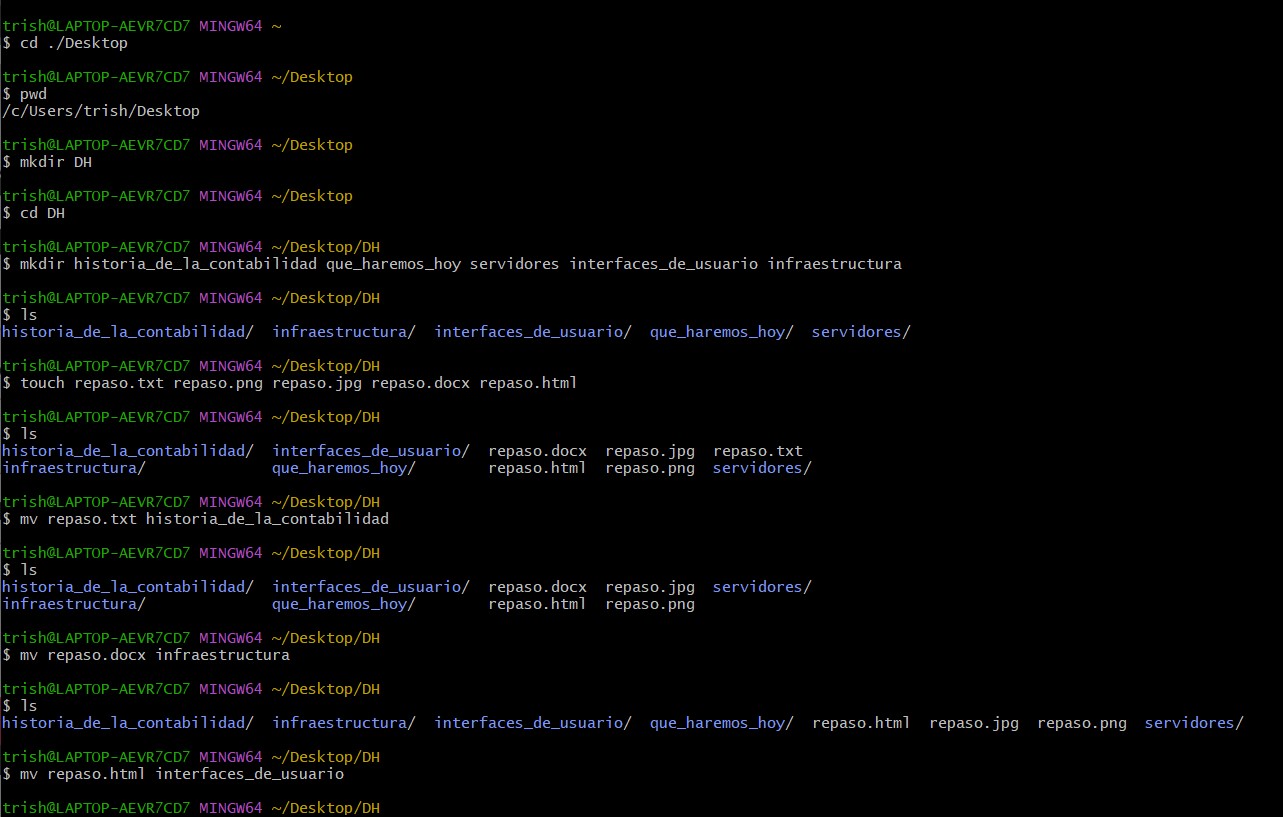 trish@LAPTOP-AEVR7CD7 MINGW64 ~
$ cd ./Desktop
trish@LAPTOP-AEVR7CD7 MINGW64 ~/Desktop
$ pwd
/c/Users/trish/Desktop
trish@LAPTOP-AEVR7CD7 MINGW64 ~/Desktop
$ mkdir DH
trish@LAPTOP-AEVR7CD7 MINGW64 ~/Desktop
$ cd DH
trish@LAPTOP-AEVR7CD7 MINGW64 ~/Desktop/DH
$ mkdir historia_de_la_contabilidad que_haremos_hoy servidores interfaces_de_usuario infraestructura
trish@LAPTOP-AEVR7CD7 MINGW64 ~/Desktop/DH
$ ls
historia_de_la_contabilidad/  infraestructura/  interfaces_de_usuario/  que_haremos_hoy/  servidores/
trish@LAPTOP-AEVR7CD7 MINGW64 ~/Desktop/DH
$ touch repaso.txt repaso.png repaso.jpg repaso.docx repaso.html
trish@LAPTOP-AEVR7CD7 MINGW64 ~/Desktop/DH
$ ls
historia_de_la_contabilidad/  interfaces_de_usuario/  repaso.docx  repaso.jpg  repaso.txt
infraestructura/              que_haremos_hoy/        repaso.html  repaso.png  servidores/
trish@LAPTOP-AEVR7CD7 MINGW64 ~/Desktop/DH
$ mv repaso.txt historia_de_la_contabilidad
trish@LAPTOP-AEVR7CD7 MINGW64 ~/Desktop/DH
$ ls
historia_de_la_contabilidad/  interfaces_de_usuario/  repaso.docx  repaso.jpg  servidores/
infraestructura/              que_haremos_hoy/        repaso.html  repaso.png
trish@LAPTOP-AEVR7CD7 MINGW64 ~/Desktop/DH
$ mv repaso.docx infraestructura
trish@LAPTOP-AEVR7CD7 MINGW64 ~/Desktop/DH
$ ls
historia_de_la_contabilidad/  infraestructura/  interfaces_de_usuario/  que_haremos_hoy/  repaso.html  repaso.jpg  repaso.png  servidores/
trish@LAPTOP-AEVR7CD7 MINGW64 ~/Desktop/DH
$ mv repaso.html interfaces_de_usuario
trish@LAPTOP-AEVR7CD7 MINGW64 ~/Desktop/DH